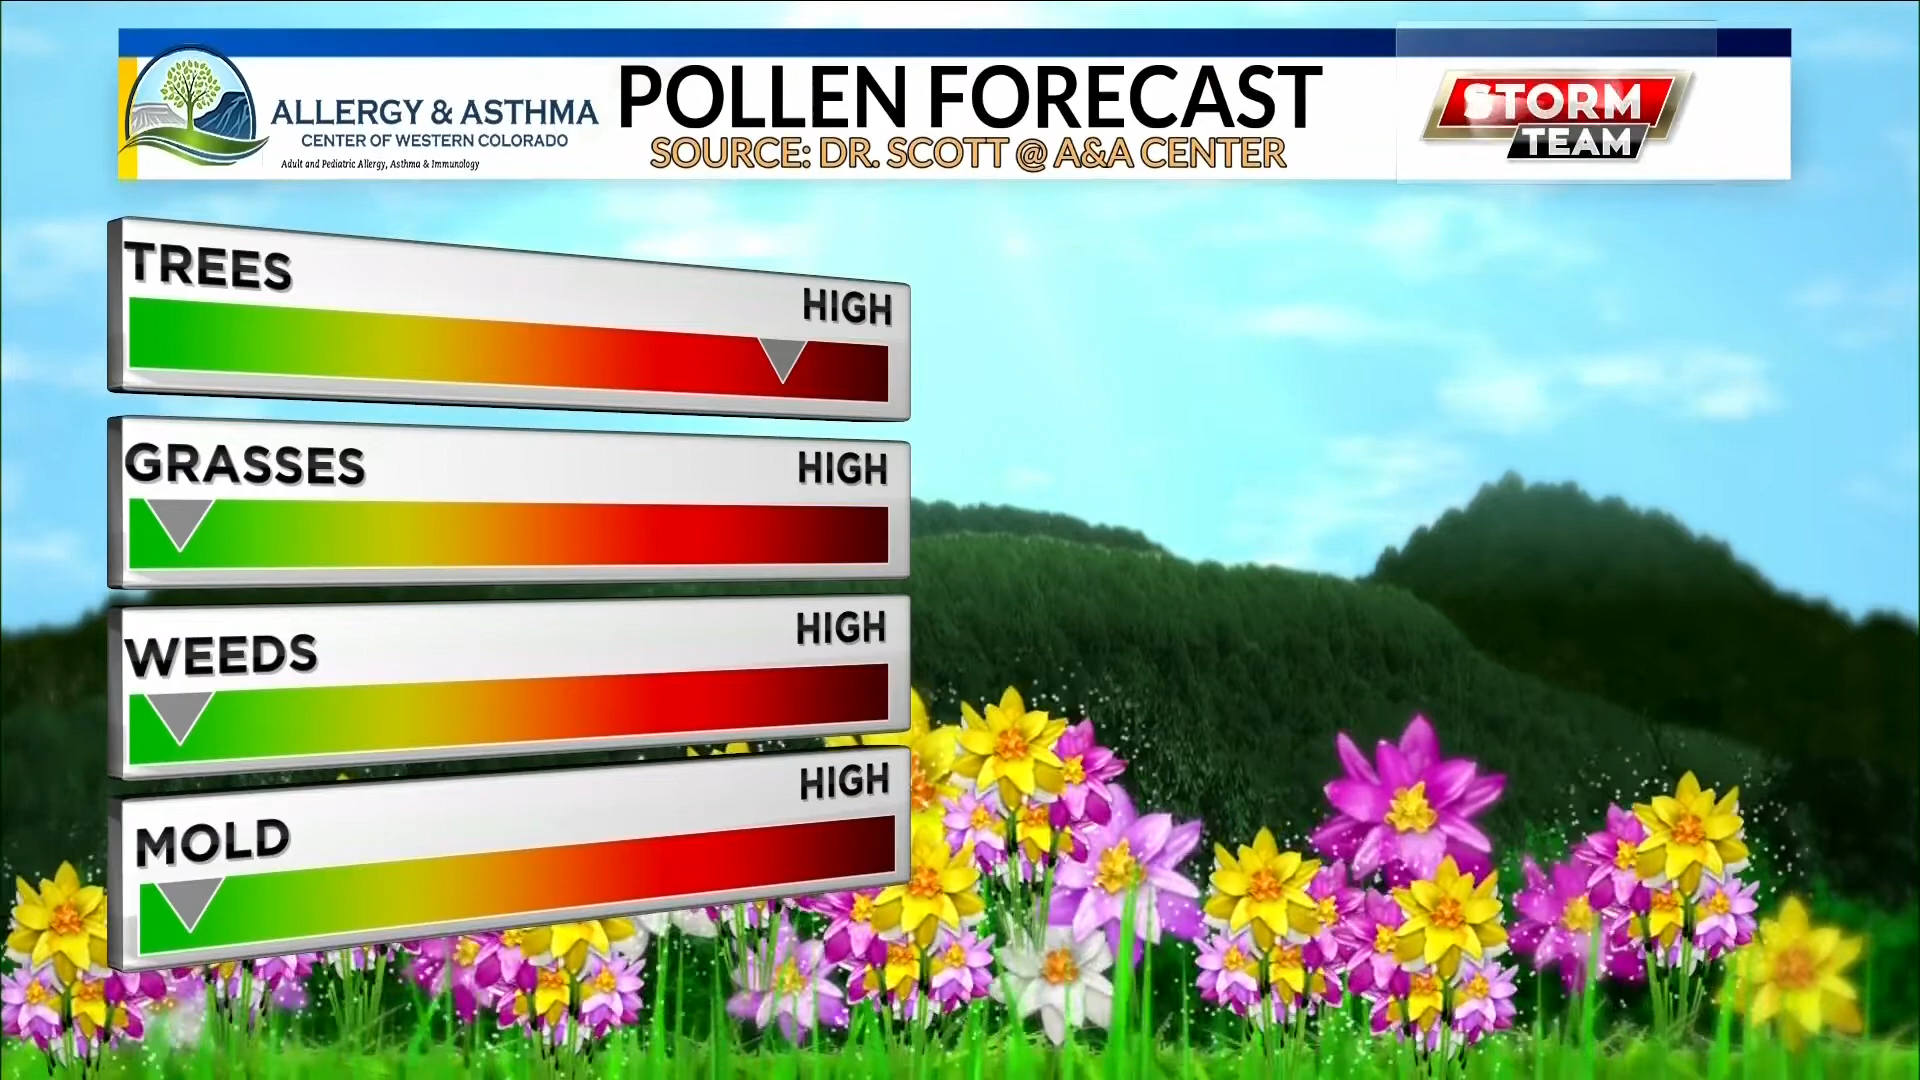 ALLERGY & ASTHMA
CENTER OF WESTERN COLORADO
Adult and Pediatric Allergy, Asthma & Immunology
POLLEN FORECAST
SOURCE: DR. SCOTT @ A&A CENTER
STORM
TEAM
TREES
HIGH
GRASSES
HIGH
WEEDS
HIGH
MOLD
HIGH